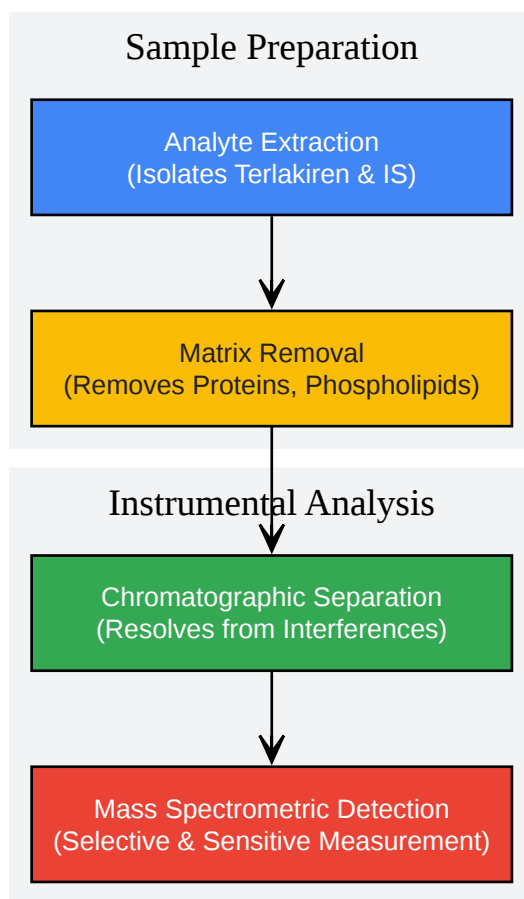 Sample Preparation
Analyte Extraction
(Isolates Terlakiren & IS)
Matrix Removal
(Removes Proteins, Phospholipids)
Instrumental Analysis
Chromatographic Separation
(Resolves from Interferences)
Mass Spectrometric Detection
(Selective & Sensitive Measurement)